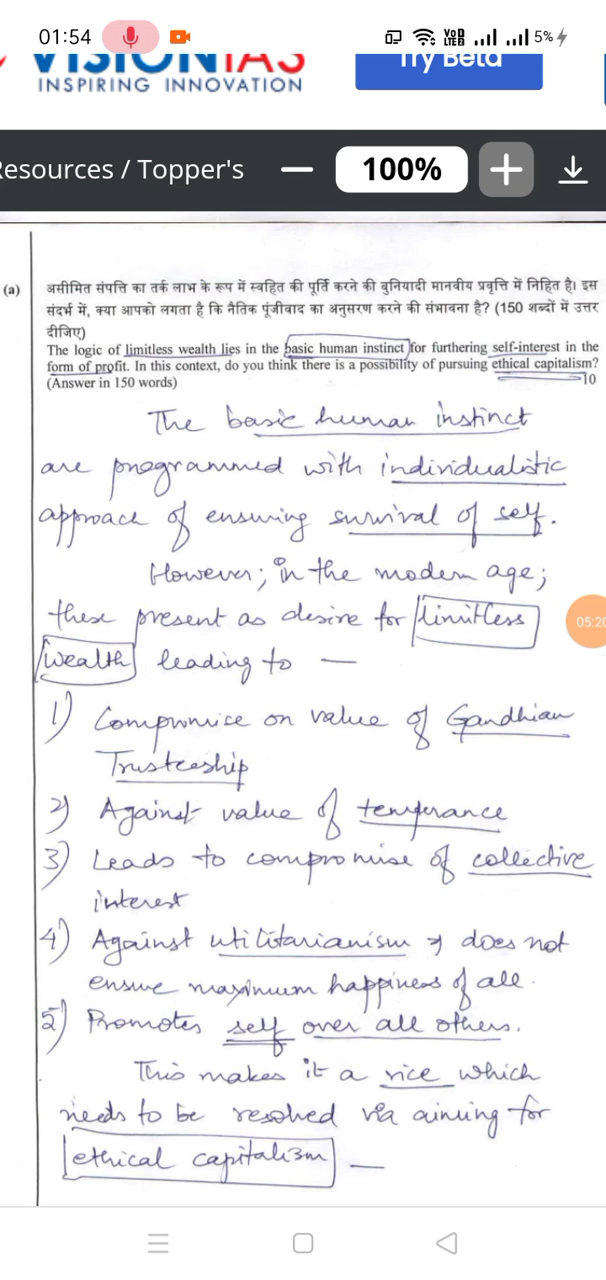 01:54
5%
VISIONIAS
INSPIRING INNOVATION
Try Beta
Resources / Topper's
100%
(a) असीमित संपत्ति का तर्क लाभ के रूप में स्वहित की पूर्ति करने की बुनियादी मानवीय प्रवृत्ति में निहित है। इस
संदर्भ में, क्या आपको लगता है कि नैतिक पूंजीवाद का अनुसरण करने की संभावना है? (150 शब्दों में उत्तर
दीजिए)
The logic of limitless wealth lies in the basic human instinct for furthering self-interest in the
form of profit. In this context, do you think there is a possibility of pursuing ethical capitalism?
(Answer in 150 words) 10
The basic human instinct
are programmed with individualistic
approach of ensuring survival of self.
However; in the modern age;
these present as desire for limitless
wealth leading to —
1) Compromise on value of Gandhian
Trusteeship
2) Against value of temperance
3) Leads to compromise of collective
interest
4) Against utilitarianism & does not
ensure maximum happiness of all.
5) Promotes self over all others.
This makes it a vice which
needs to be resolved via aiming for
ethical capitalism —
05:20